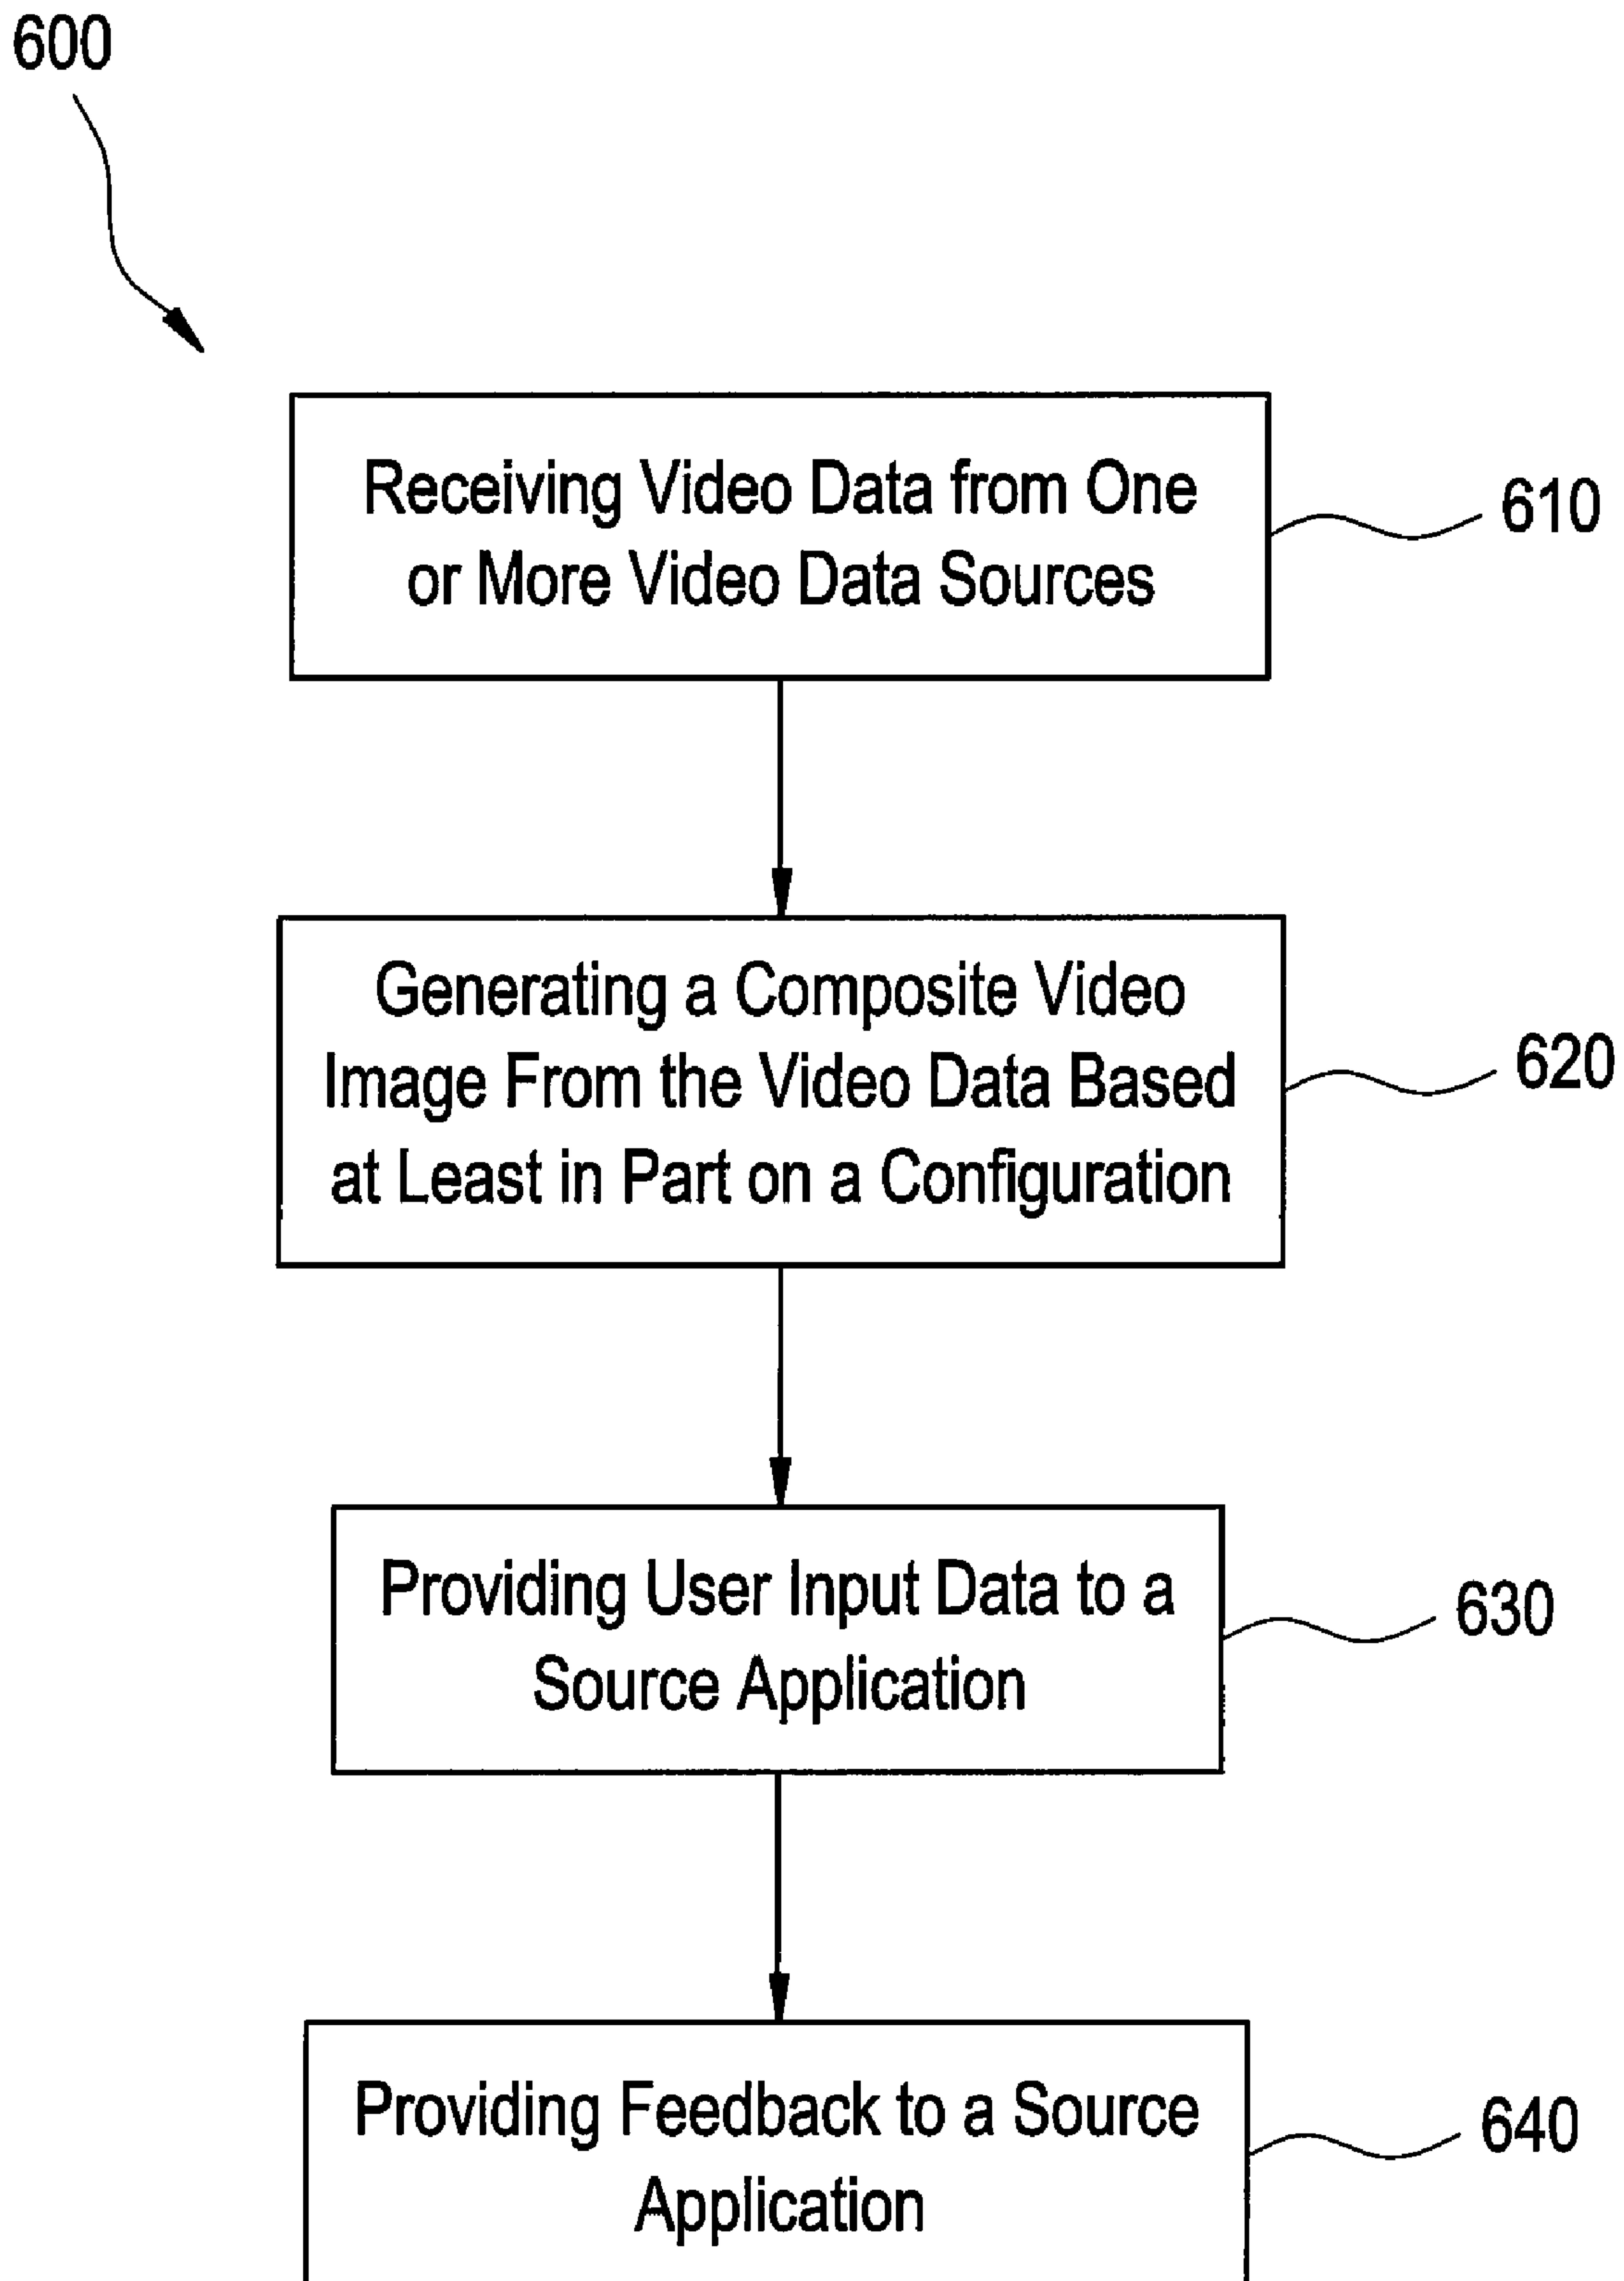 600
Receiving Video Data from One
or More Video Data Sources
610
Generating a Composite Video
Image From the Video Data Based
at Least in Part on a Configuration
620
Providing User Input Data to a
Source Application
630
Providing Feedback to a Source
Application
640